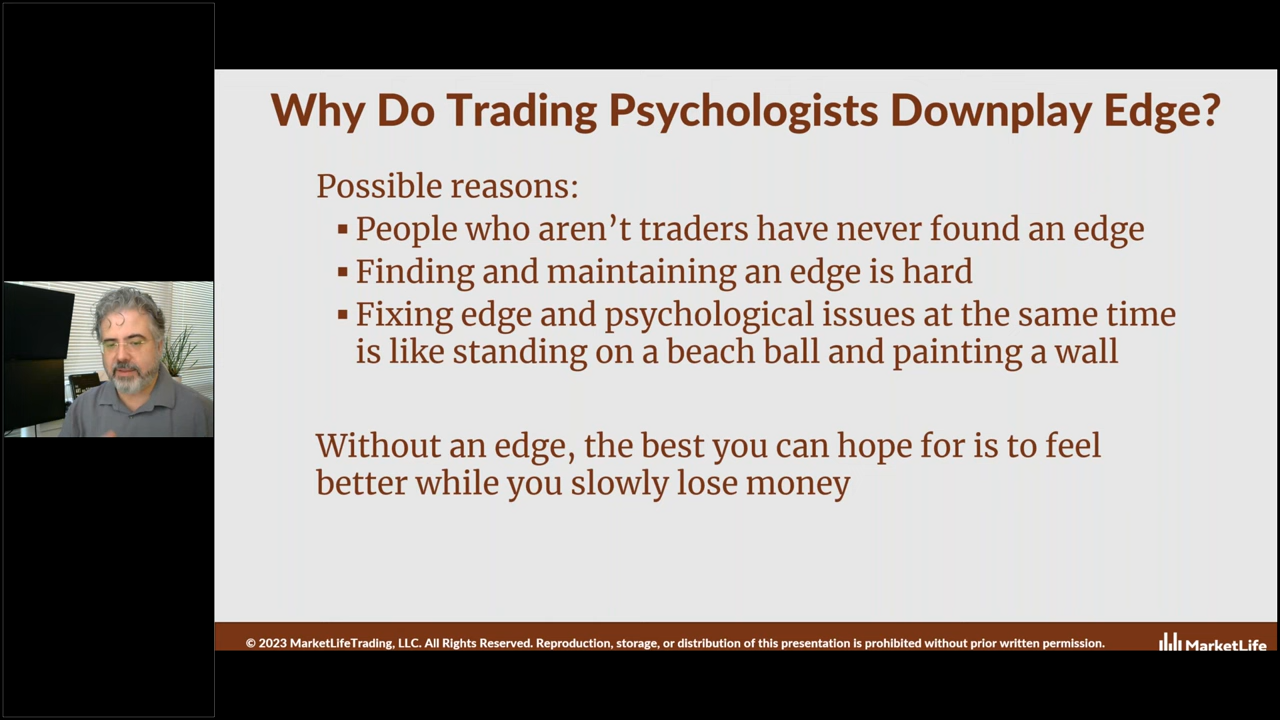 Why Do Trading Psychologists Downplay Edge?
Possible reasons:
▪ People who aren’t traders have never found an edge
▪ Finding and maintaining an edge is hard
▪ Fixing edge and psychological issues at the same time
is like standing on a beach ball and painting a wall
Without an edge, the best you can hope for is to feel
better while you slowly lose money
© 2023 MarketLifeTrading, LLC. All Rights Reserved. Reproduction, storage, or distribution of this presentation is prohibited without prior written permission.
MarketLife